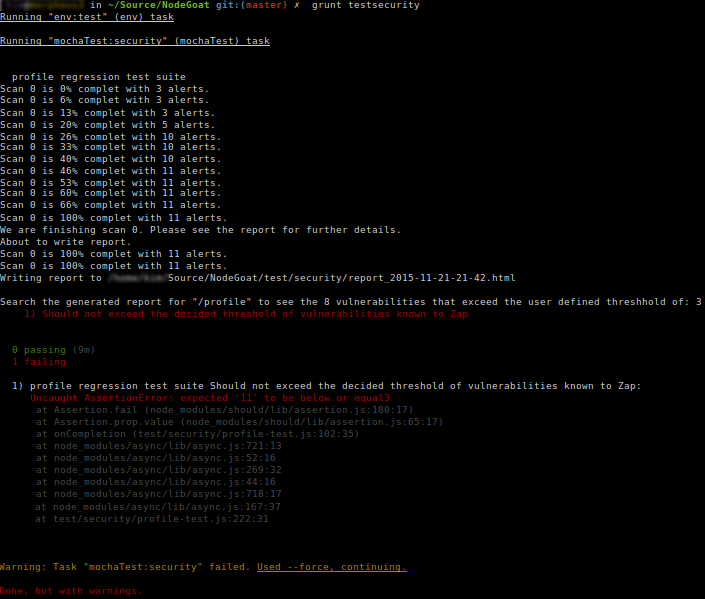 in ~/Source/NodeGoat git:(master) ✗ grunt testsecurity
Running "env:test" (env) task
Running "mochaTest:security" (mochaTest) task
profile regression test suite
Scan 0 is 0% complet with 3 alerts.
Scan 0 is 6% complet with 3 alerts.
Scan 0 is 13% complet with 3 alerts.
Scan 0 is 20% complet with 5 alerts.
Scan 0 is 26% complet with 10 alerts.
Scan 0 is 33% complet with 10 alerts.
Scan 0 is 40% complet with 10 alerts.
Scan 0 is 46% complet with 11 alerts.
Scan 0 is 53% complet with 11 alerts.
Scan 0 is 60% complet with 11 alerts.
Scan 0 is 66% complet with 11 alerts.
Scan 0 is 100% complet with 11 alerts.
We are finishing scan 0. Please see the report for further details.
About to write report.
Scan 0 is 100% complet with 11 alerts.
Scan 0 is 100% complet with 11 alerts.
Writing report to Source/NodeGoat/test/security/report_2015-11-21-21-42.html
Search the generated report for "/profile" to see the 8 vulnerabilities that exceed the user defined threshhold of: 3
1) Should not exceed the decided threshold of vulnerabilities known to Zap
0 passing (9m)
1 failing
1) profile regression test suite Should not exceed the decided threshold of vulnerabilities known to Zap:
Uncaught AssertionError: expected '11' to be below or equal3
at Assertion.fail (node_modules/should/lib/assertion.js:180:17)
at Assertion.prop.value (node_modules/should/lib/assertion.js:65:17)
at onCompletion (test/security/profile-test.js:102:35)
at node_modules/async/lib/async.js:721:13
at node_modules/async/lib/async.js:52:16
at node_modules/async/lib/async.js:269:32
at node_modules/async/lib/async.js:44:16
at node_modules/async/lib/async.js:718:17
at node_modules/async/lib/async.js:167:37
at test/security/profile-test.js:222:31
Warning: Task "mochaTest:security" failed. Used --force, continuing.
Done, but with warnings.